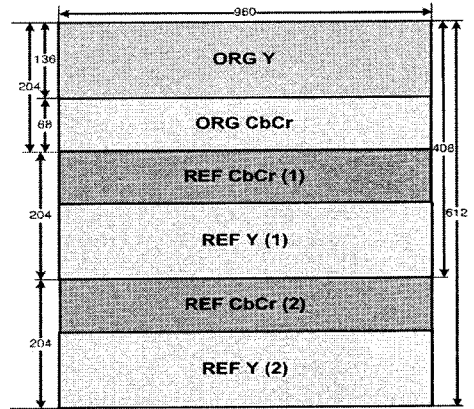 960
ORG Y
136
204
68
ORG CbCr
408
REF CbCr (1)
204
612
REF Y (1)
REF CbCr (2)
204
REF Y (2)